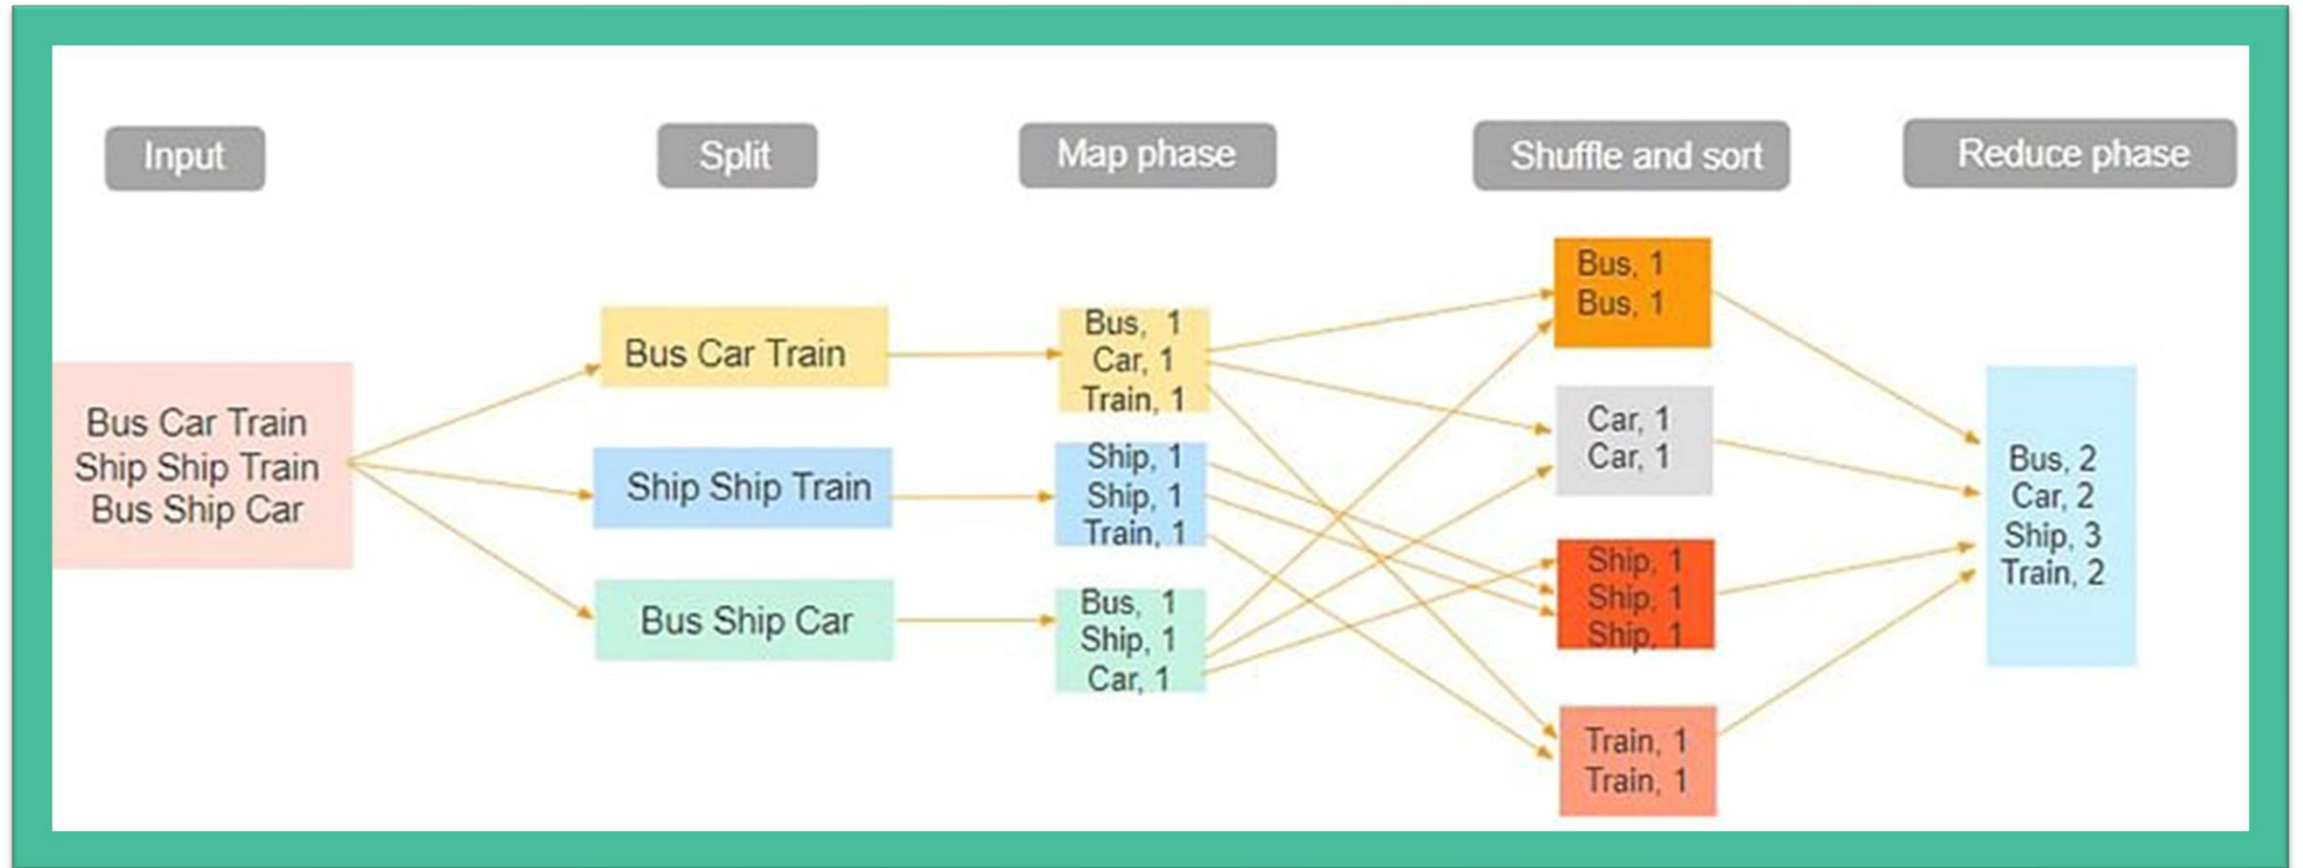 Input
Split
Map phase
Shuffle and sort
Reduce phase
Bus Car Train
Ship Ship Train
Bus Ship Car
Bus Car Train
Ship Ship Train
Bus Ship Car
Bus, 1
Car, 1
Train, 1
Ship, 1
Ship, 1
Train, 1
Bus, 1
Ship, 1
Car, 1
Bus, 1
Bus, 1
Car, 1
Car, 1
Ship, 1
Ship, 1
Ship, 1
Train, 1
Train, 1
Bus, 2
Car, 2
Ship, 3
Train, 2